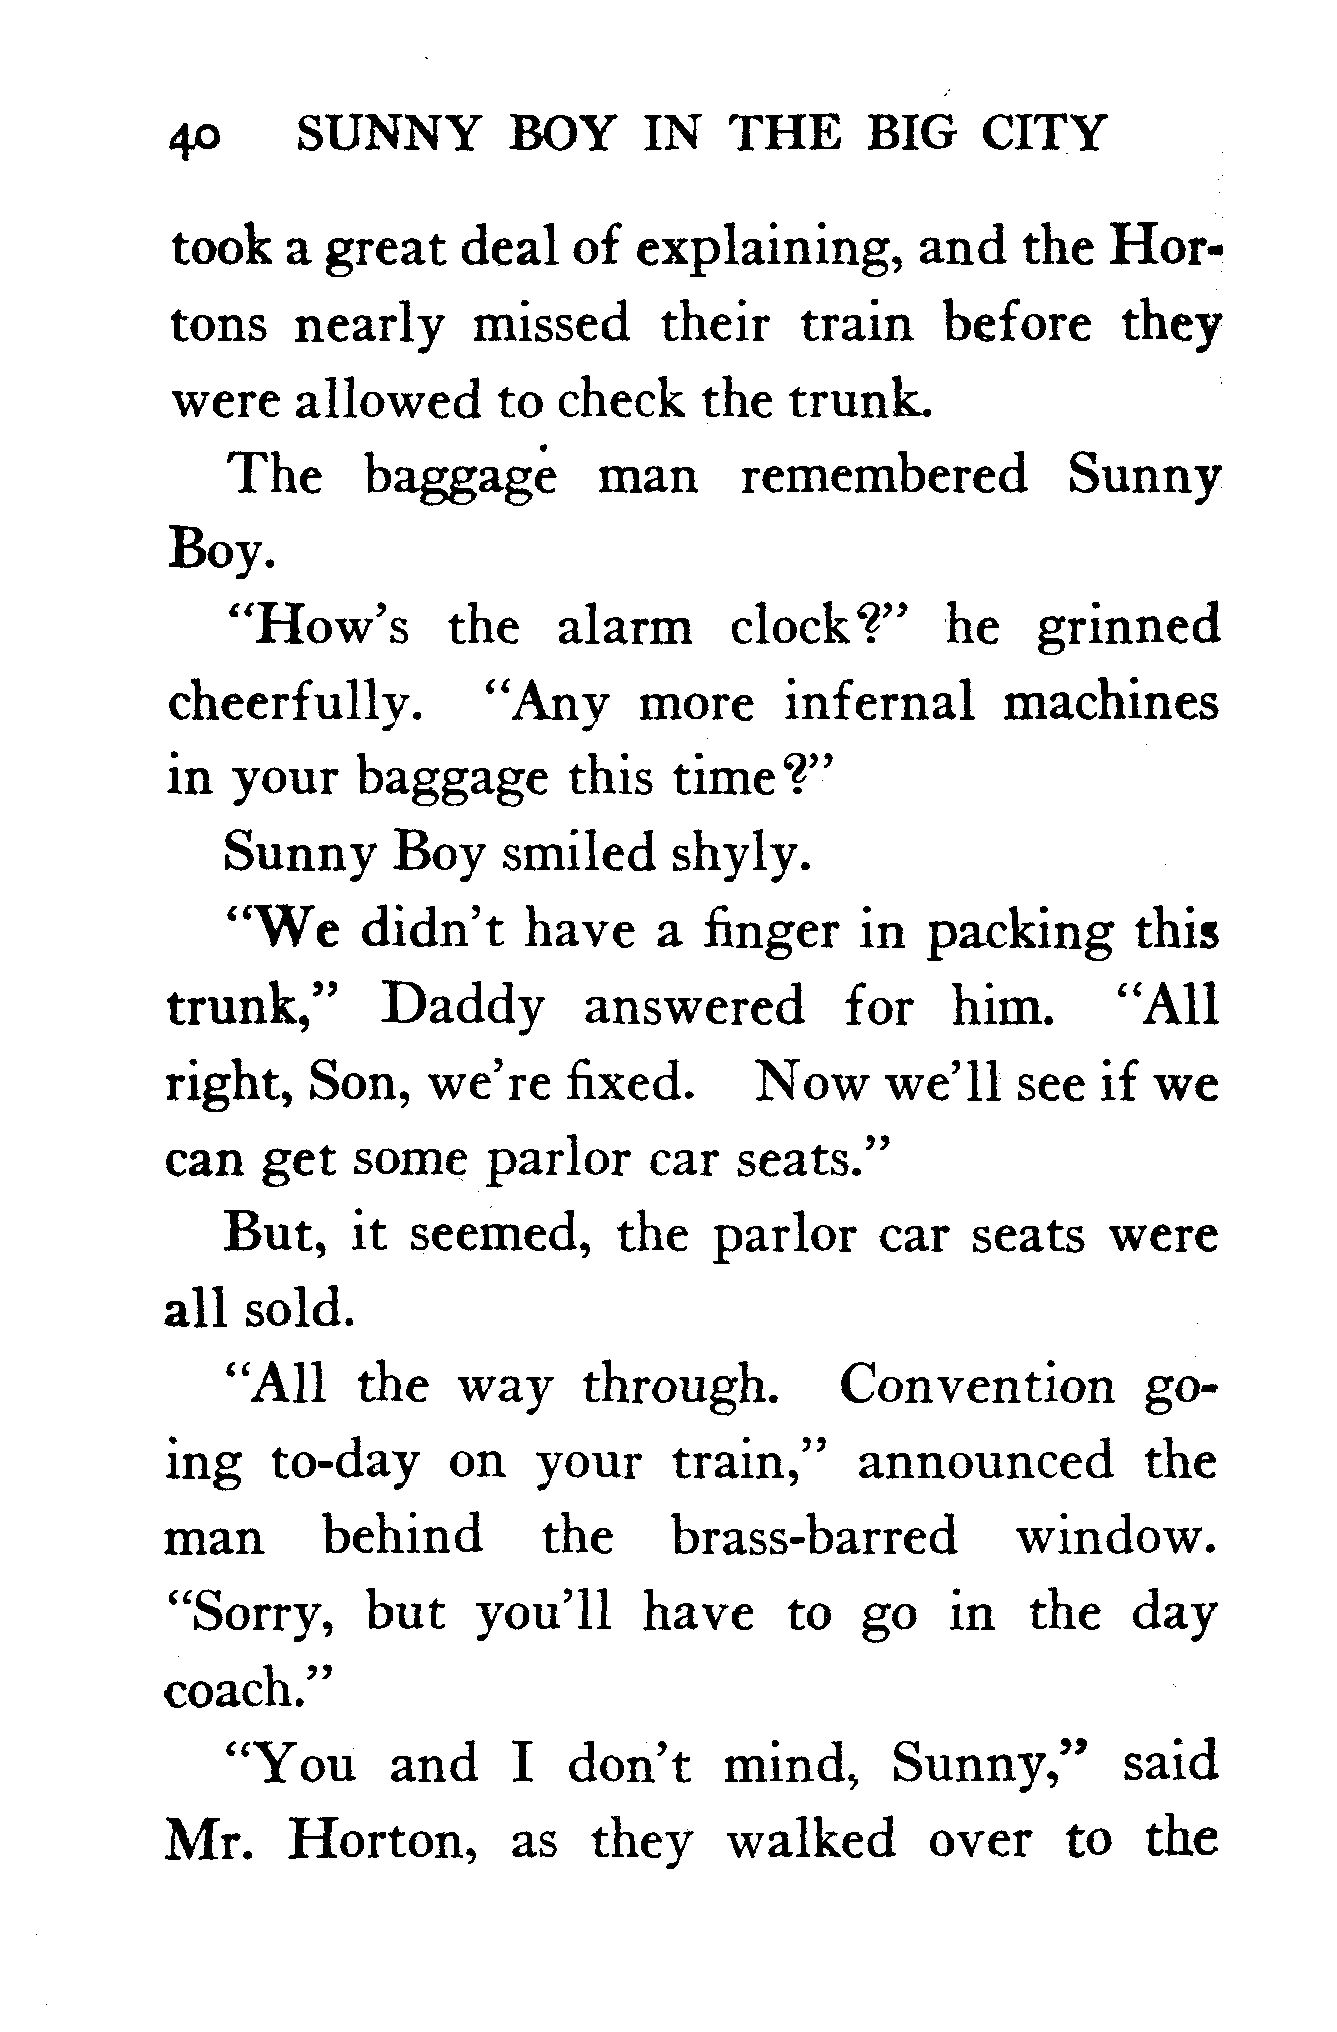 40 SUNNY BOY IN THE BIG CITY
took a great deal of explaining, and the Hor-
tons nearly missed their train before they
were allowed to check the trunk.
The baggage man remembered Sunny
Boy.
“How’s the alarm clock?” he grinned
cheerfully. “Any more infernal machines
in your baggage this time?”
Sunny Boy smiled shyly.
“We didn’t have a finger in packing this
trunk,” Daddy answered for him. “All
right, Son, we’re fixed. Now we’ll see if we
can get some parlor car seats.”
But, it seemed, the parlor car seats were
all sold.
“All the way through. Convention go-
ing to-day on your train,” announced the
man behind the brass-barred window.
“Sorry, but you’ll have to go in the day
coach.”
“You and I don’t mind, Sunny,” said
Mr. Horton, as they walked over to the